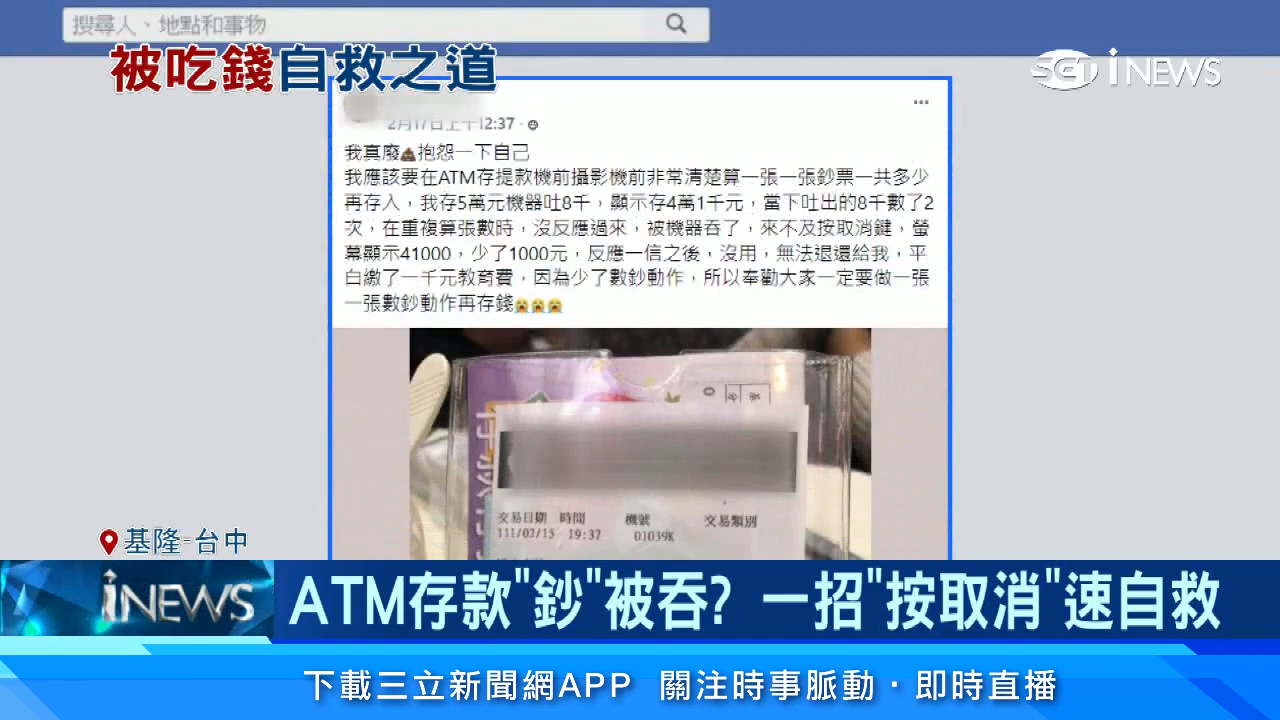 搜尋人、地點和事物
被吃錢自救之道
SET iNEWS
2月17日上午12:37
我真廢💩抱怨一下自己
我應該要在ATM存提款機前攝影機前非常清楚算一張一張鈔票一共多少
再存入，我存5萬元機器吐8千，顯示存4萬1千元，當下吐出的8千數了2
次，在重複算張數時，沒反應過來，被機器吞了，來不及按取消鍵，螢
幕顯示41000，少了1000元，反應一信之後，沒用，無法退還給我，平
白繳了一千元教育費，因為少了數鈔動作，所以奉勸大家一定要做一張
一張數鈔動作再存錢😭😭😭
交易日期 時間 機號 交易類別
111/02/15 19:37 01039K
基隆-台中
iNEWS
ATM存款"鈔"被吞? 一招"按取消"速自救
下載三立新聞網APP 關注時事脈動・即時直播